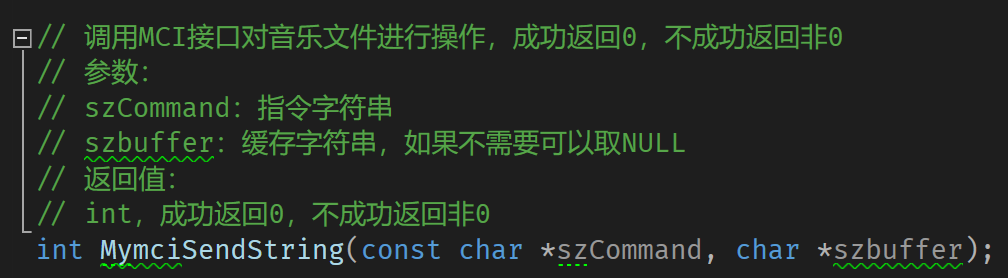 // 调用MCI接口对音乐文件进行操作，成功返回0，不成功返回非0
// 参数：
// szCommand：指令字符串
// szbuffer：缓存字符串，如果不需要可以取NULL
// 返回值：
// int，成功返回0，不成功返回非0
int MymciSendString(const char *szCommand, char *szbuffer);